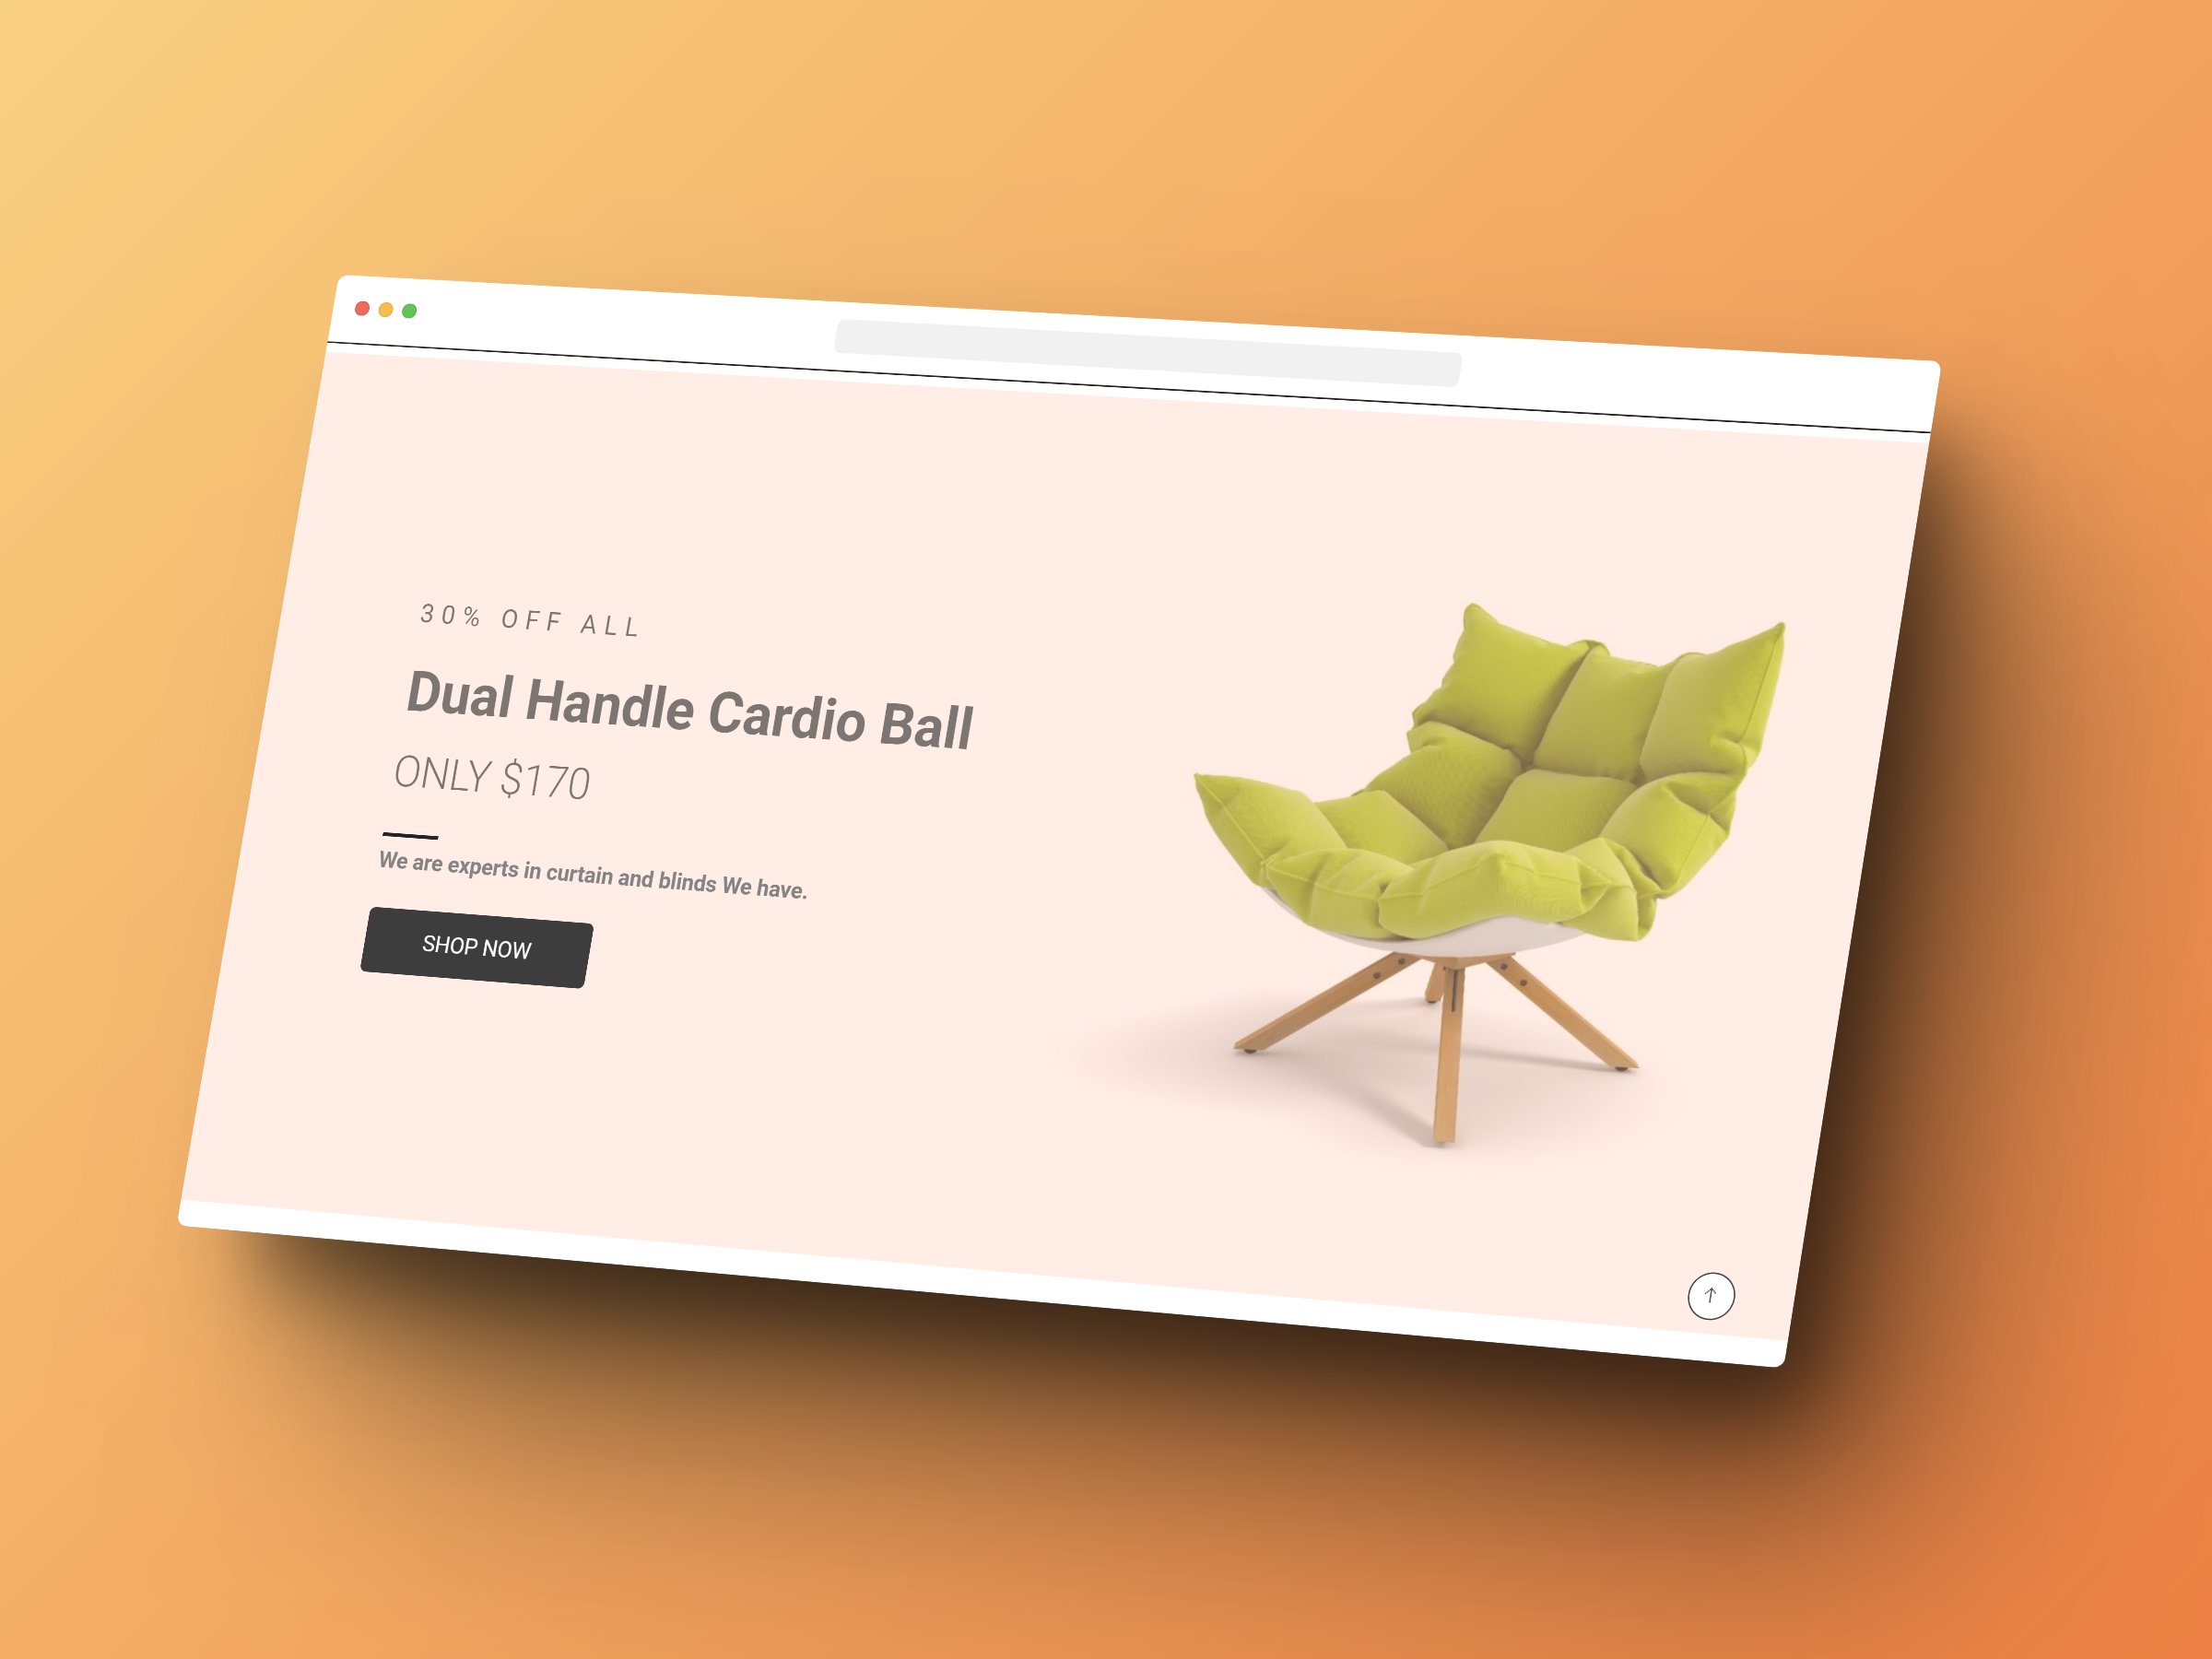 30% OFF ALL
Dual Handle Cardio Ball
ONLY $170
We are experts in curtain and blinds We have.
SHOP NOW